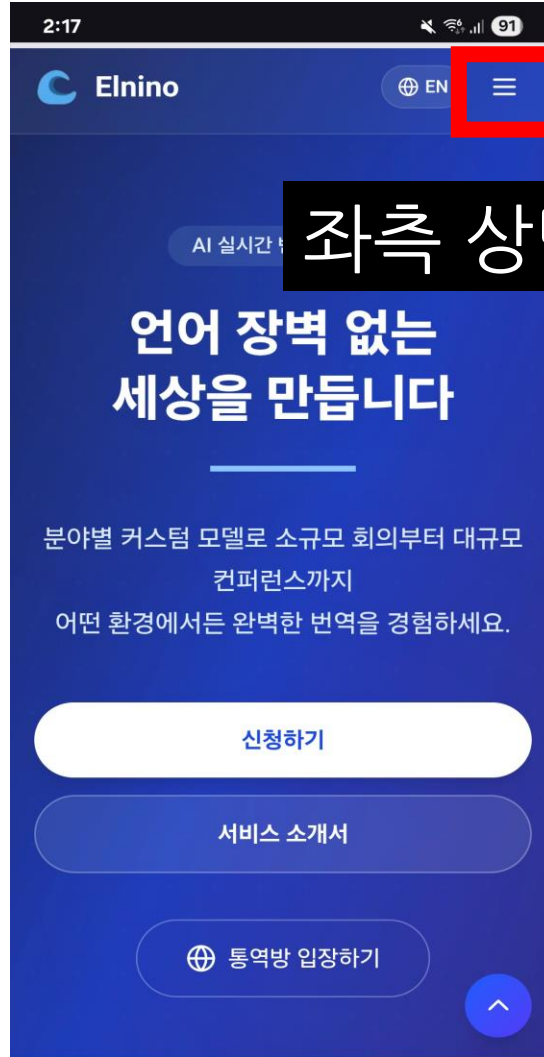 2:17
91
Elnino
EN
AI 실시간
좌측
언어 장벽 없는
세상을 만듭니다
분야별 커스텀 모델로 소규모 회의부터 대규모
컨퍼런스까지
어떤 환경에서든 완벽한 번역을 경험하세요.
신청하기
서비스 소개서
통역방 입장하기